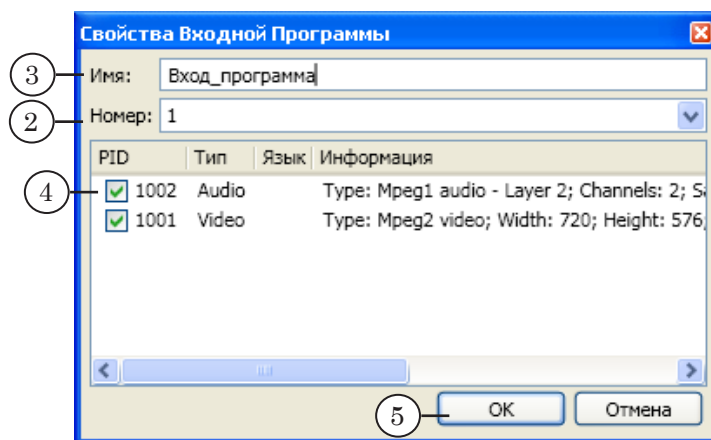 Свойства Входной Программы
3 Имя: Вход_программа
2 Номер: 1
PID Тип Язык Информация
4 1002 Audio Type: Mpeg1 audio - Layer 2; Channels: 2; Sa
1001 Video Type: Mpeg2 video; Width: 720; Height: 576;
5 OK Отмена